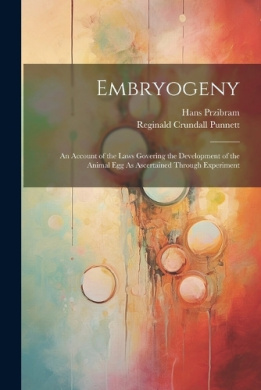 EMBRYOGENY
Hans Przibram
Reginald Crundall Punnett
An Account of the Laws Govering the Development of the
Animal Egg As Ascertained Through Experiment